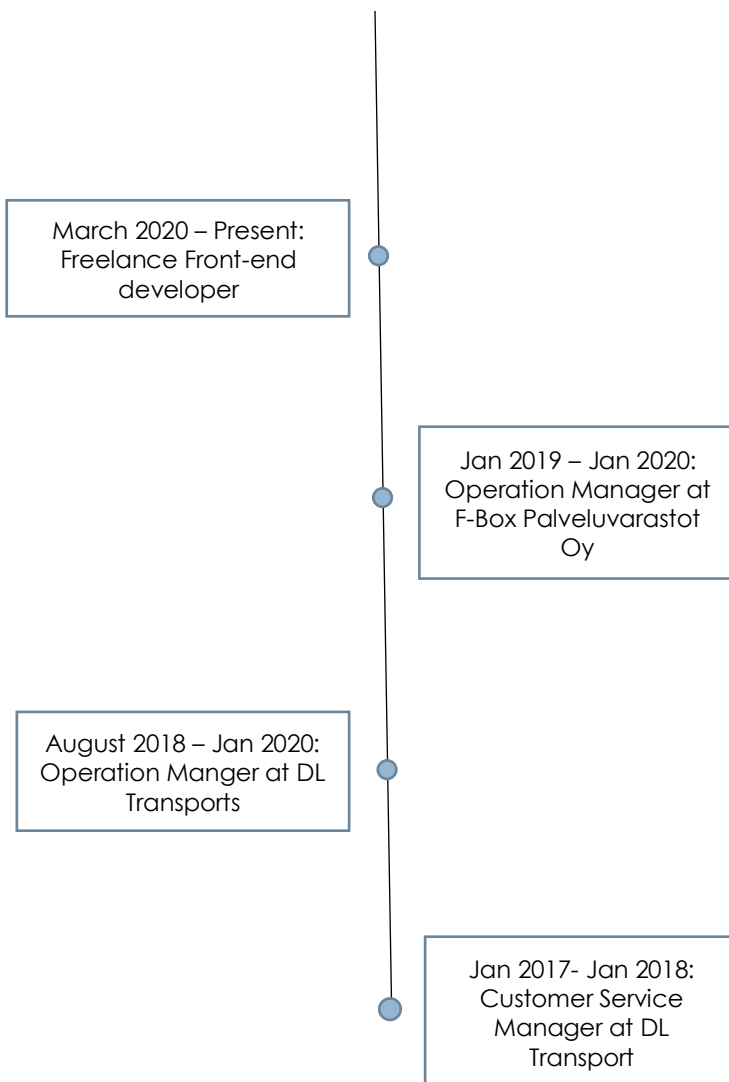 March 2020 – Present:
Freelance Front-end
developer
Jan 2019 – Jan 2020:
Operation Manager at
F-Box Palveluvarastot
Oy
August 2018 – Jan 2020:
Operation Manger at DL
Transports
Jan 2017- Jan 2018:
Customer Service
Manager at DL
Transport